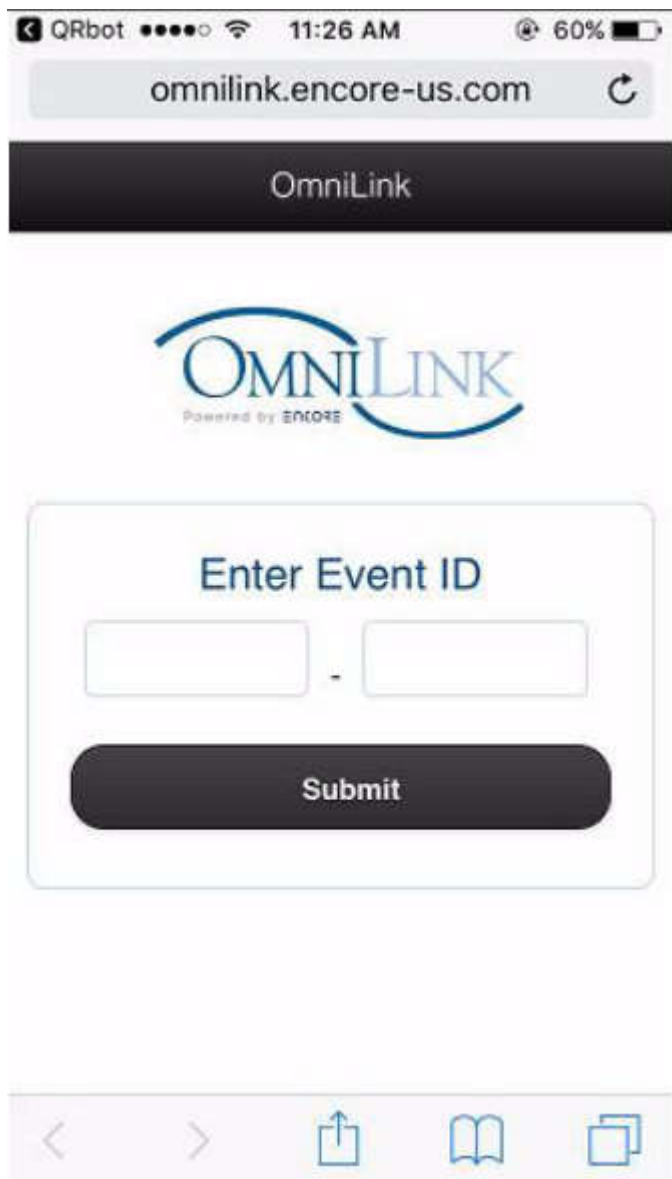 QRbot 11:26 AM 60%
omnilink.encore-us.com
OmniLink
OMNILINK
Powered by ENCORE
Enter Event ID
-
Submit